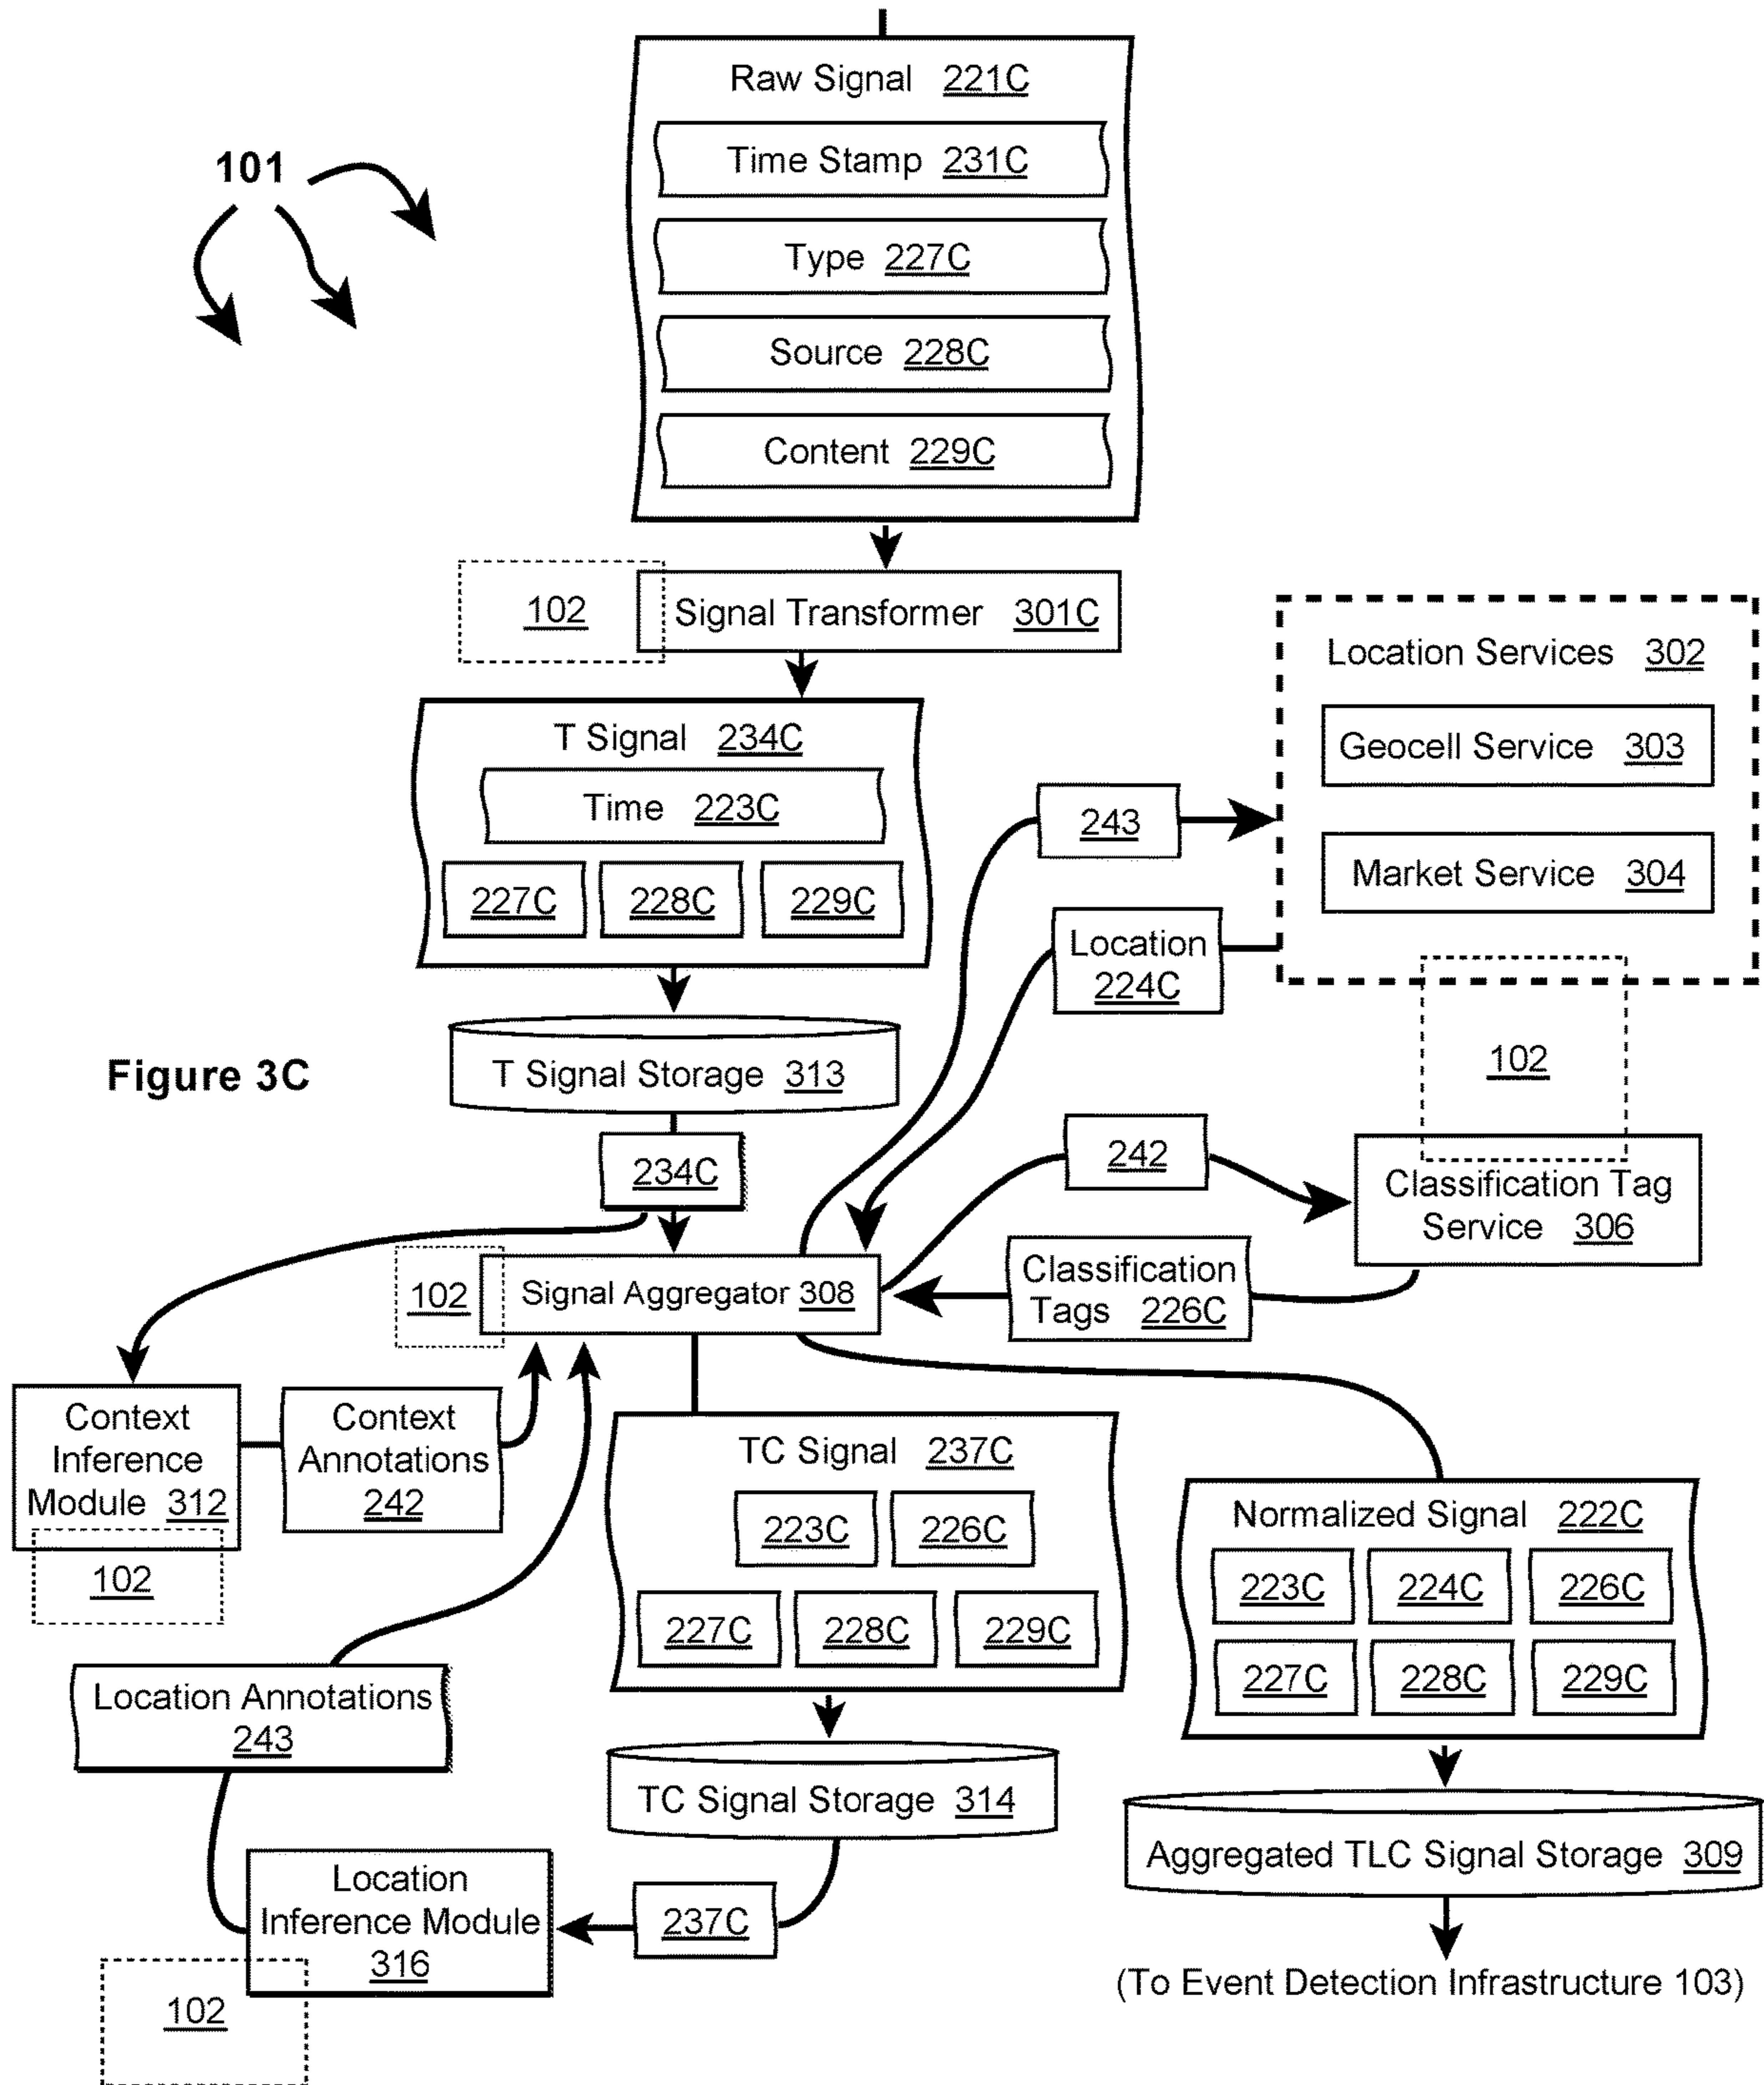 Raw Signal 221C
Time Stamp 231C
101
Type 227C
Source 228C
Content 229C
102
Signal Transformer 301C
Location Services 302
Geocell Service 303
Market Service 304
T Signal 234C
Time 223C
227C 228C 229C
243
Location
224C
Figure 3C
T Signal Storage 313
102
234C
242
Classification Tag
Service 306
102
Signal Aggregator 308
Classification
Tags 226C
Context
Inference
Module 312
102
Context
Annotations
242
TC Signal 237C
223C 226C
227C 228C 229C
Normalized Signal 222C
223C 224C 226C
227C 228C 229C
Location Annotations
243
TC Signal Storage 314
Aggregated TLC Signal Storage 309
Location
Inference Module
316
237C
102
(To Event Detection Infrastructure 103)